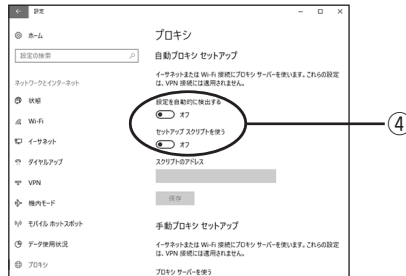 ← 設定
ホーム
設定の検索
ネットワークとインターネット
状態
Wi-Fi
イーサネット
ダイヤルアップ
VPN
機内モード
モバイル ホットスポット
データ使用状況
プロキシ
プロキシ
自動プロキシ セットアップ
イーサネットまたは Wi-Fi 接続にプロキシ サーバーを使います。これらの設定
は、VPN 接続には適用されません。
設定を自動的に検出する
オフ
セットアップ スクリプトを使う
オフ
スクリプトのアドレス
保存
手動プロキシ セットアップ
イーサネットまたは Wi-Fi 接続にプロキシ サーバーを使います。これらの設定
は、VPN 接続には適用されません。
プロキシ サーバーを使う
④